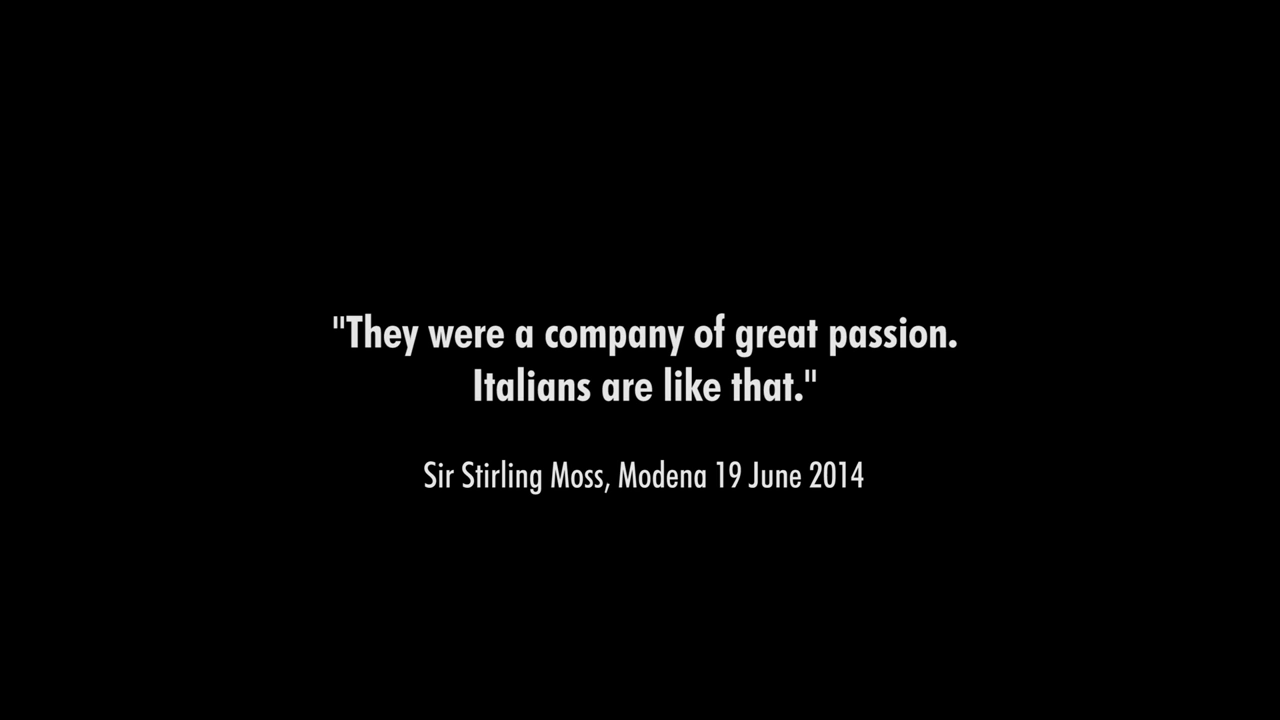 "They were a company of great passion.
Italians are like that."
Sir Stirling Moss, Modena 19 June 2014